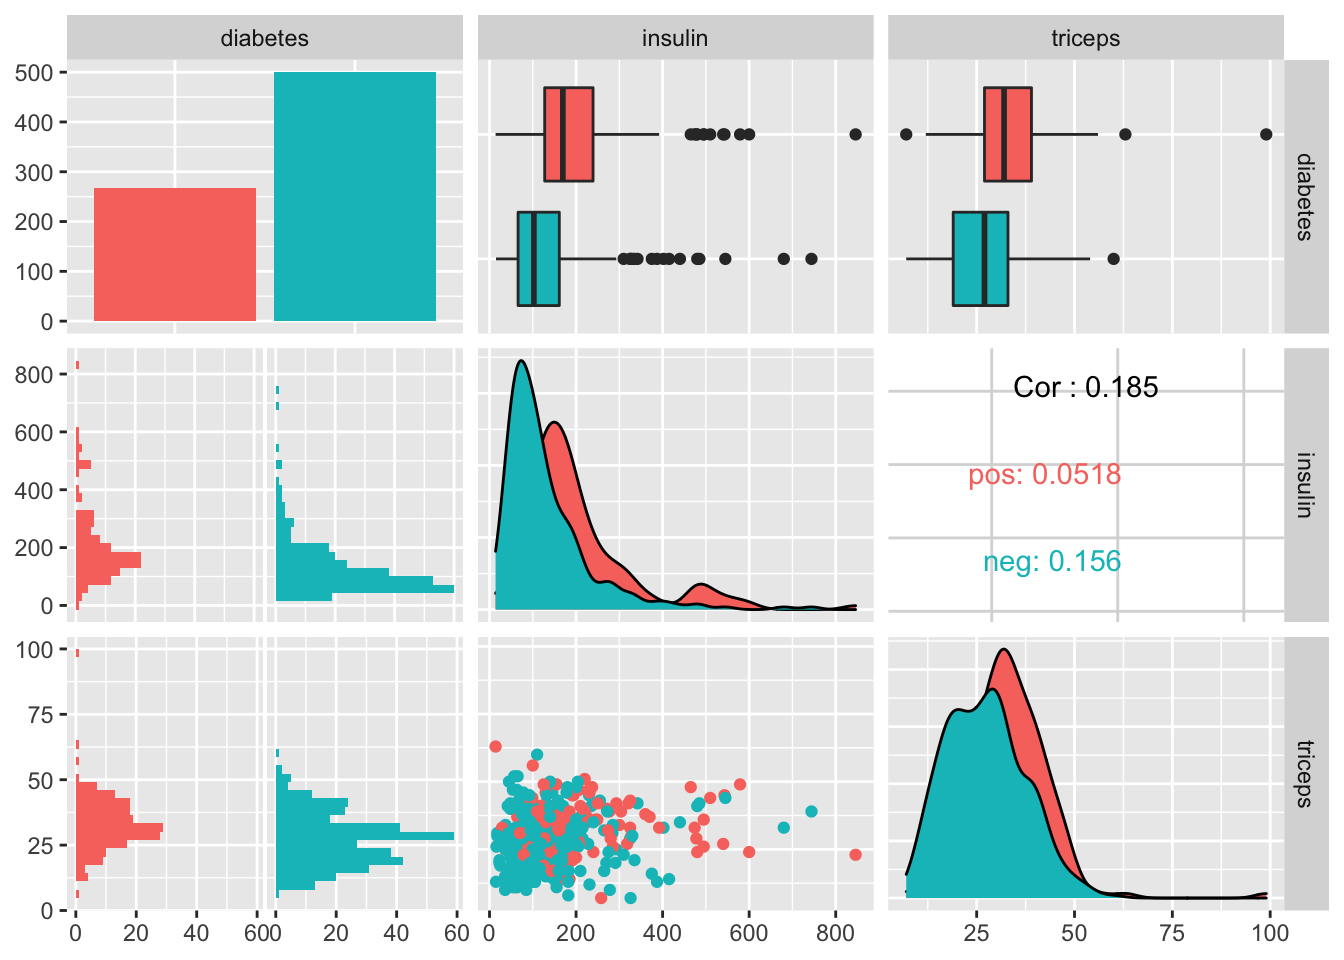 diabetes
insulin
triceps
500
400
300
200
100
0
diabetes
800
600
400
200
0
Cor : 0.185
pos: 0.0518
neg: 0.156
insulin
100
75
50
25
0
triceps
0 20 40 60 0 20 40 60
0 200 400 600 800
25 50 75 100